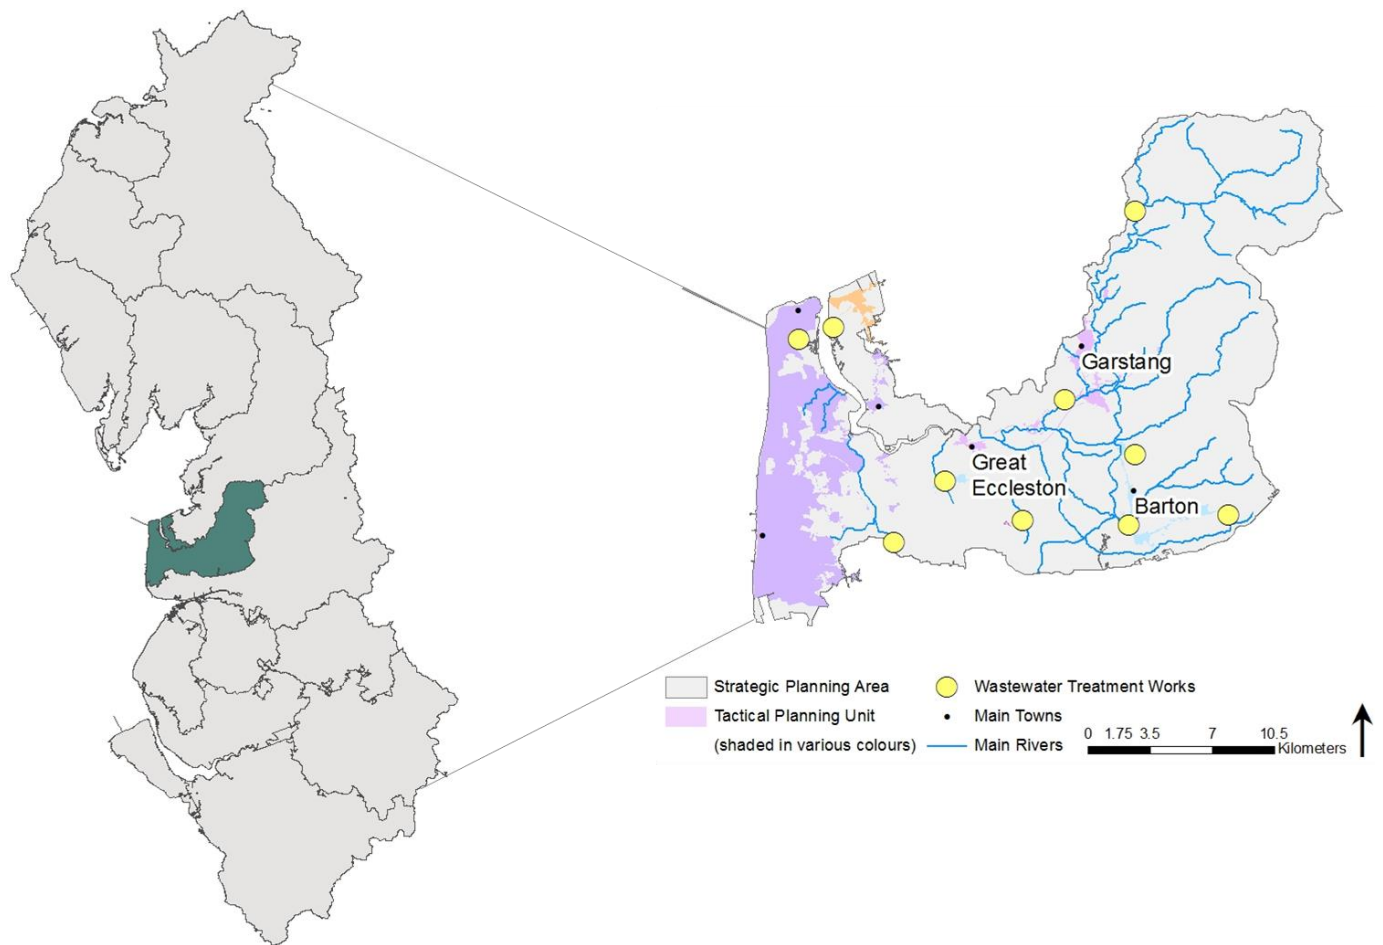 Garstang
Great
Eccleston
Barton
Strategic Planning Area
Tactical Planning Unit
(shaded in various colours)
Wastewater Treatment Works
Main Towns
Main Rivers
0 1.75 3.5 7 10.5
Kilometers